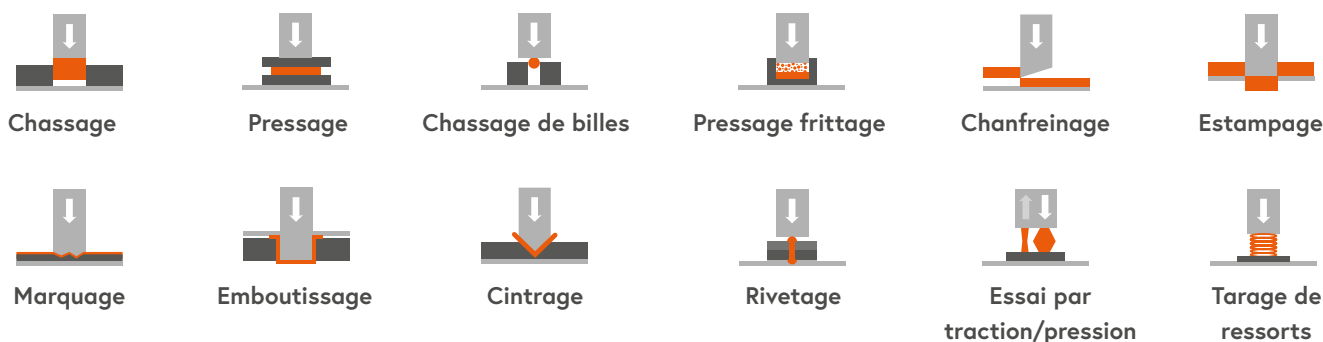 Chassage
Pressage
Chassage de billes
Pressage frittage
Chanfreinage
Estampage
Marquage
Emboutissage
Cintrage
Rivetage
Essai par
traction/pression
Tarage de
ressorts